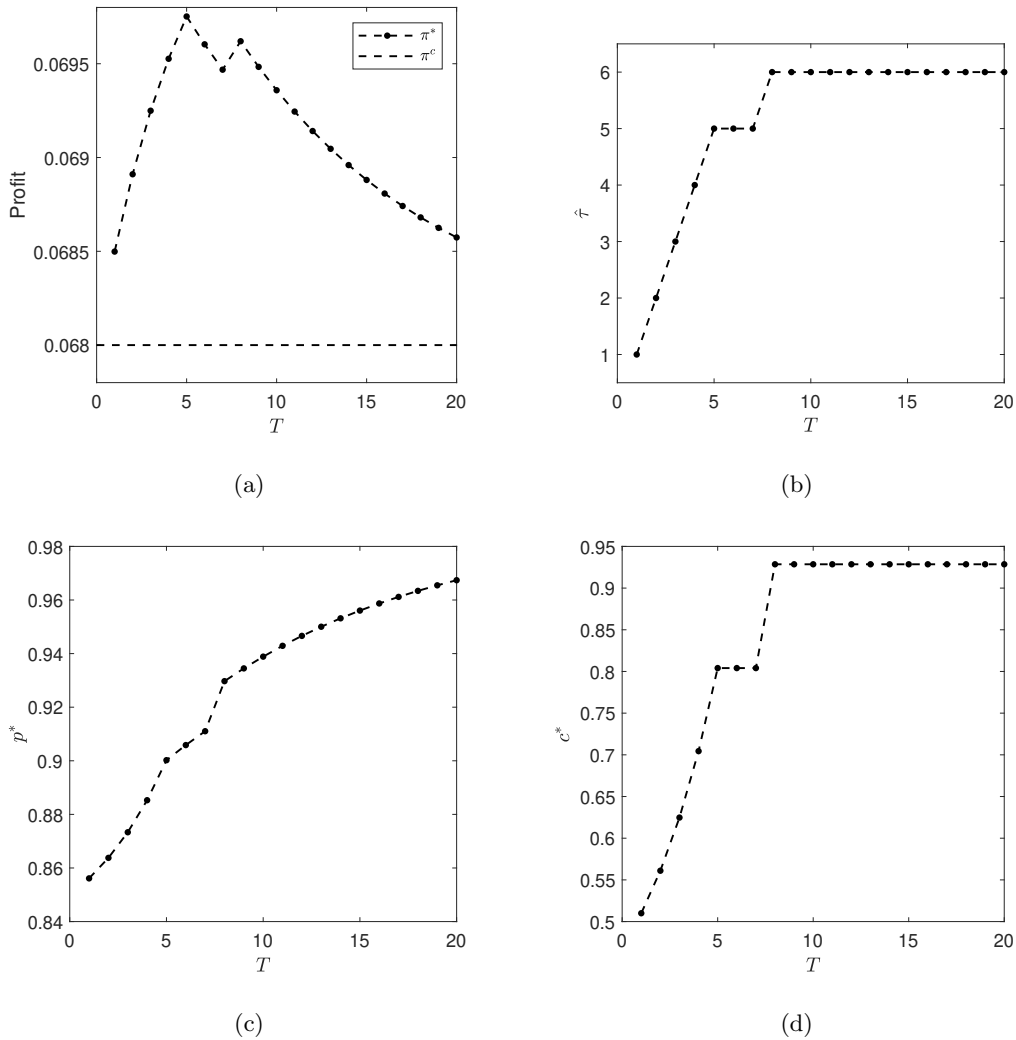 π*
πᶜ
0.0695
0.069
0.0685
0.068
Profit
0 5 10 15 20
T
(a)
6
5
4
3
2
1
τ̂
0 5 10 15 20
T
(b)
0.98
0.96
0.94
0.92
0.9
0.88
0.86
0.84
p*
0 5 10 15 20
T
(c)
0.95
0.9
0.85
0.8
0.75
0.7
0.65
0.6
0.55
0.5
c*
0 5 10 15 20
T
(d)